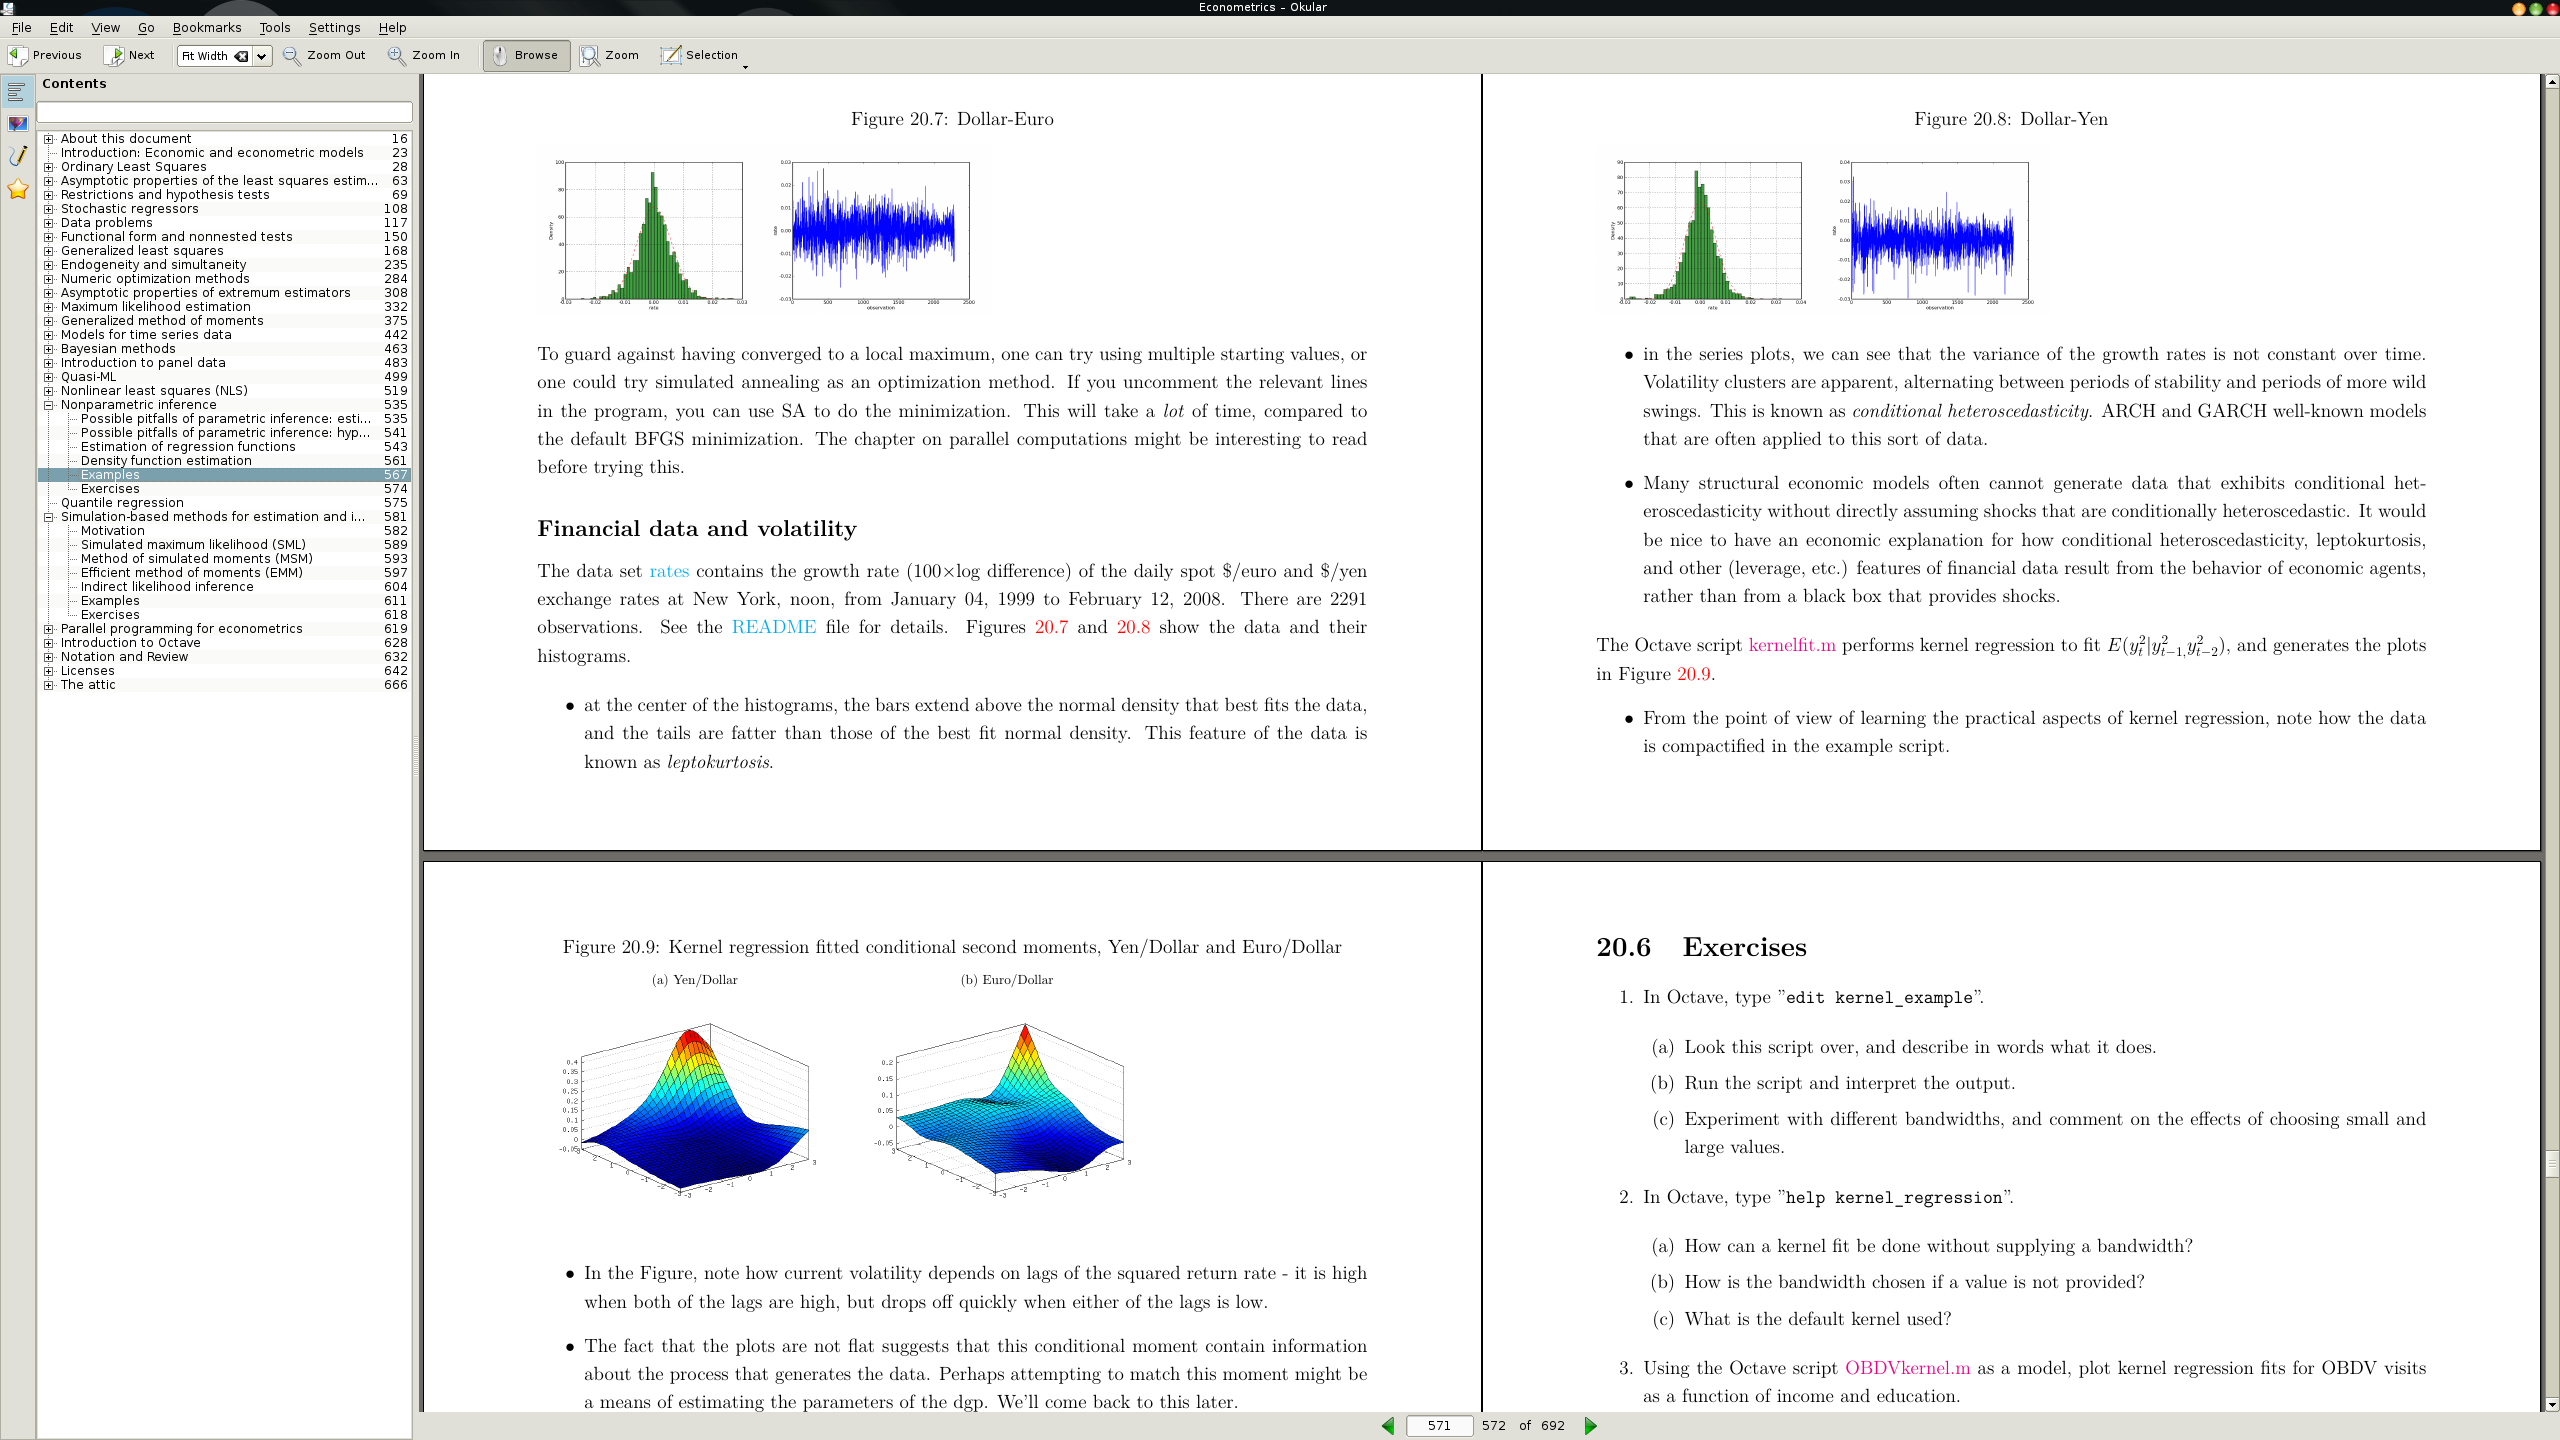 Econometrics – Okular
File Edit View Go Bookmarks Tools Settings Help
Previous Next Fit Width Zoom Out Zoom In Browse Zoom Selection
Contents
About this document 16
Introduction: Economic and econometric models 23
Ordinary Least Squares 28
Asymptotic properties of the least squares estim... 63
Restrictions and hypothesis tests 69
Stochastic regressors 108
Data problems 117
Functional form and nonnested tests 150
Generalized least squares 168
Endogeneity and simultaneity 235
Numeric optimization methods 284
Asymptotic properties of extremum estimators 308
Maximum likelihood estimation 332
Generalized method of moments 375
Models for time series data 442
Bayesian methods 463
Introduction to panel data 483
Quasi-ML 499
Nonlinear least squares (NLS) 519
Nonparametric inference 535
Possible pitfalls of parametric inference: esti... 535
Possible pitfalls of parametric inference: hyp... 541
Estimation of regression functions 543
Density function estimation 561
Examples 567
Exercises 574
Quantile regression 575
Simulation-based methods for estimation and i... 581
Motivation 582
Simulated maximum likelihood (SML) 589
Method of simulated moments (MSM) 593
Efficient method of moments (EMM) 597
Indirect likelihood inference 604
Examples 611
Exercises 618
Parallel programming for econometrics 619
Introduction to Octave 628
Notation and Review 632
Licenses 642
The attic 666
Figure 20.7: Dollar-Euro
To guard against having converged to a local maximum, one can try using multiple starting values, or
one could try simulated annealing as an optimization method. If you uncomment the relevant lines
in the program, you can use SA to do the minimization. This will take a lot of time, compared to
the default BFGS minimization. The chapter on parallel computations might be interesting to read
before trying this.
Financial data and volatility
The data set rates contains the growth rate (100×log difference) of the daily spot $/euro and $/yen
exchange rates at New York, noon, from January 04, 1999 to February 12, 2008. There are 2291
observations. See the README file for details. Figures 20.7 and 20.8 show the data and their
histograms.
• at the center of the histograms, the bars extend above the normal density that best fits the data,
and the tails are fatter than those of the best fit normal density. This feature of the data is
known as leptokurtosis.
Figure 20.8: Dollar-Yen
• in the series plots, we can see that the variance of the growth rates is not constant over time.
Volatility clusters are apparent, alternating between periods of stability and periods of more wild
swings. This is known as conditional heteroscedasticity. ARCH and GARCH well-known models
that are often applied to this sort of data.
• Many structural economic models often cannot generate data that exhibits conditional het-
eroscedasticity without directly assuming shocks that are conditionally heteroscedastic. It would
be nice to have an economic explanation for how conditional heteroscedasticity, leptokurtosis,
and other (leverage, etc.) features of financial data result from the behavior of economic agents,
rather than from a black box that provides shocks.
The Octave script kernelfit.m performs kernel regression to fit E(y_t^2|y_{t−1,}^2 y_{t−2}^2), and generates the plots
in Figure 20.9.
• From the point of view of learning the practical aspects of kernel regression, note how the data
is compactified in the example script.
Figure 20.9: Kernel regression fitted conditional second moments, Yen/Dollar and Euro/Dollar
(a) Yen/Dollar (b) Euro/Dollar
• In the Figure, note how current volatility depends on lags of the squared return rate - it is high
when both of the lags are high, but drops off quickly when either of the lags is low.
• The fact that the plots are not flat suggests that this conditional moment contain information
about the process that generates the data. Perhaps attempting to match this moment might be
a means of estimating the parameters of the dgp. We'll come back to this later.
20.6 Exercises
1. In Octave, type ”edit kernel_example”.
(a) Look this script over, and describe in words what it does.
(b) Run the script and interpret the output.
(c) Experiment with different bandwidths, and comment on the effects of choosing small and
large values.
2. In Octave, type ”help kernel_regression”.
(a) How can a kernel fit be done without supplying a bandwidth?
(b) How is the bandwidth chosen if a value is not provided?
(c) What is the default kernel used?
3. Using the Octave script OBDVkernel.m as a model, plot kernel regression fits for OBDV visits
as a function of income and education.
571 572 of 692